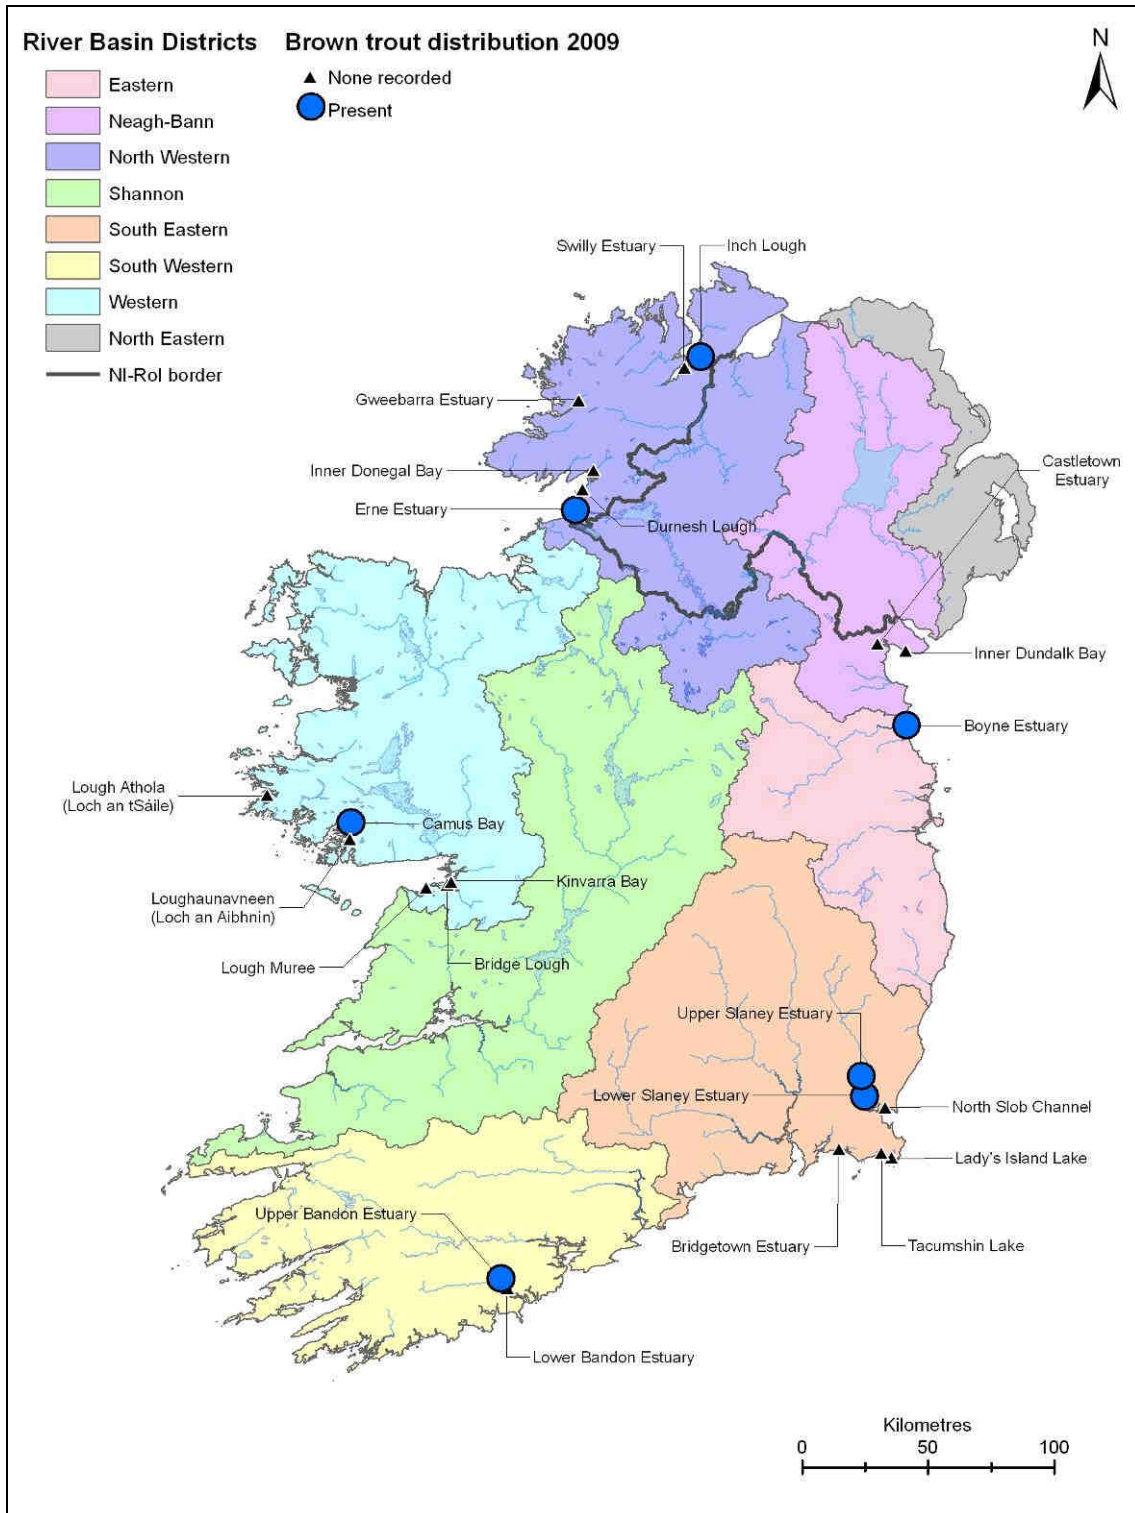 River Basin Districts
Eastern
Neagh-Bann
North Western
Shannon
South Eastern
South Western
Western
North Eastern
NI-RoI border
Brown trout distribution 2009
None recorded
Present
N
Swilly Estuary
Inch Lough
Gweebarra Estuary
Inner Donegal Bay
Erne Estuary
Durnesh Lough
Castletown
Estuary
Inner Dundalk Bay
Boyne Estuary
Lough Athola
(Loch an tSáile)
Camus Bay
Loughaunavneen
(Loch an Aibhnin)
Kinvarra Bay
Lough Muree
Bridge Lough
Upper Slaney Estuary
Lower Slaney Estuary
North Slob Channel
Lady's Island Lake
Upper Bandon Estuary
Bridgetown Estuary
Tacumshin Lake
Lower Bandon Estuary
Kilometres
0 50 100